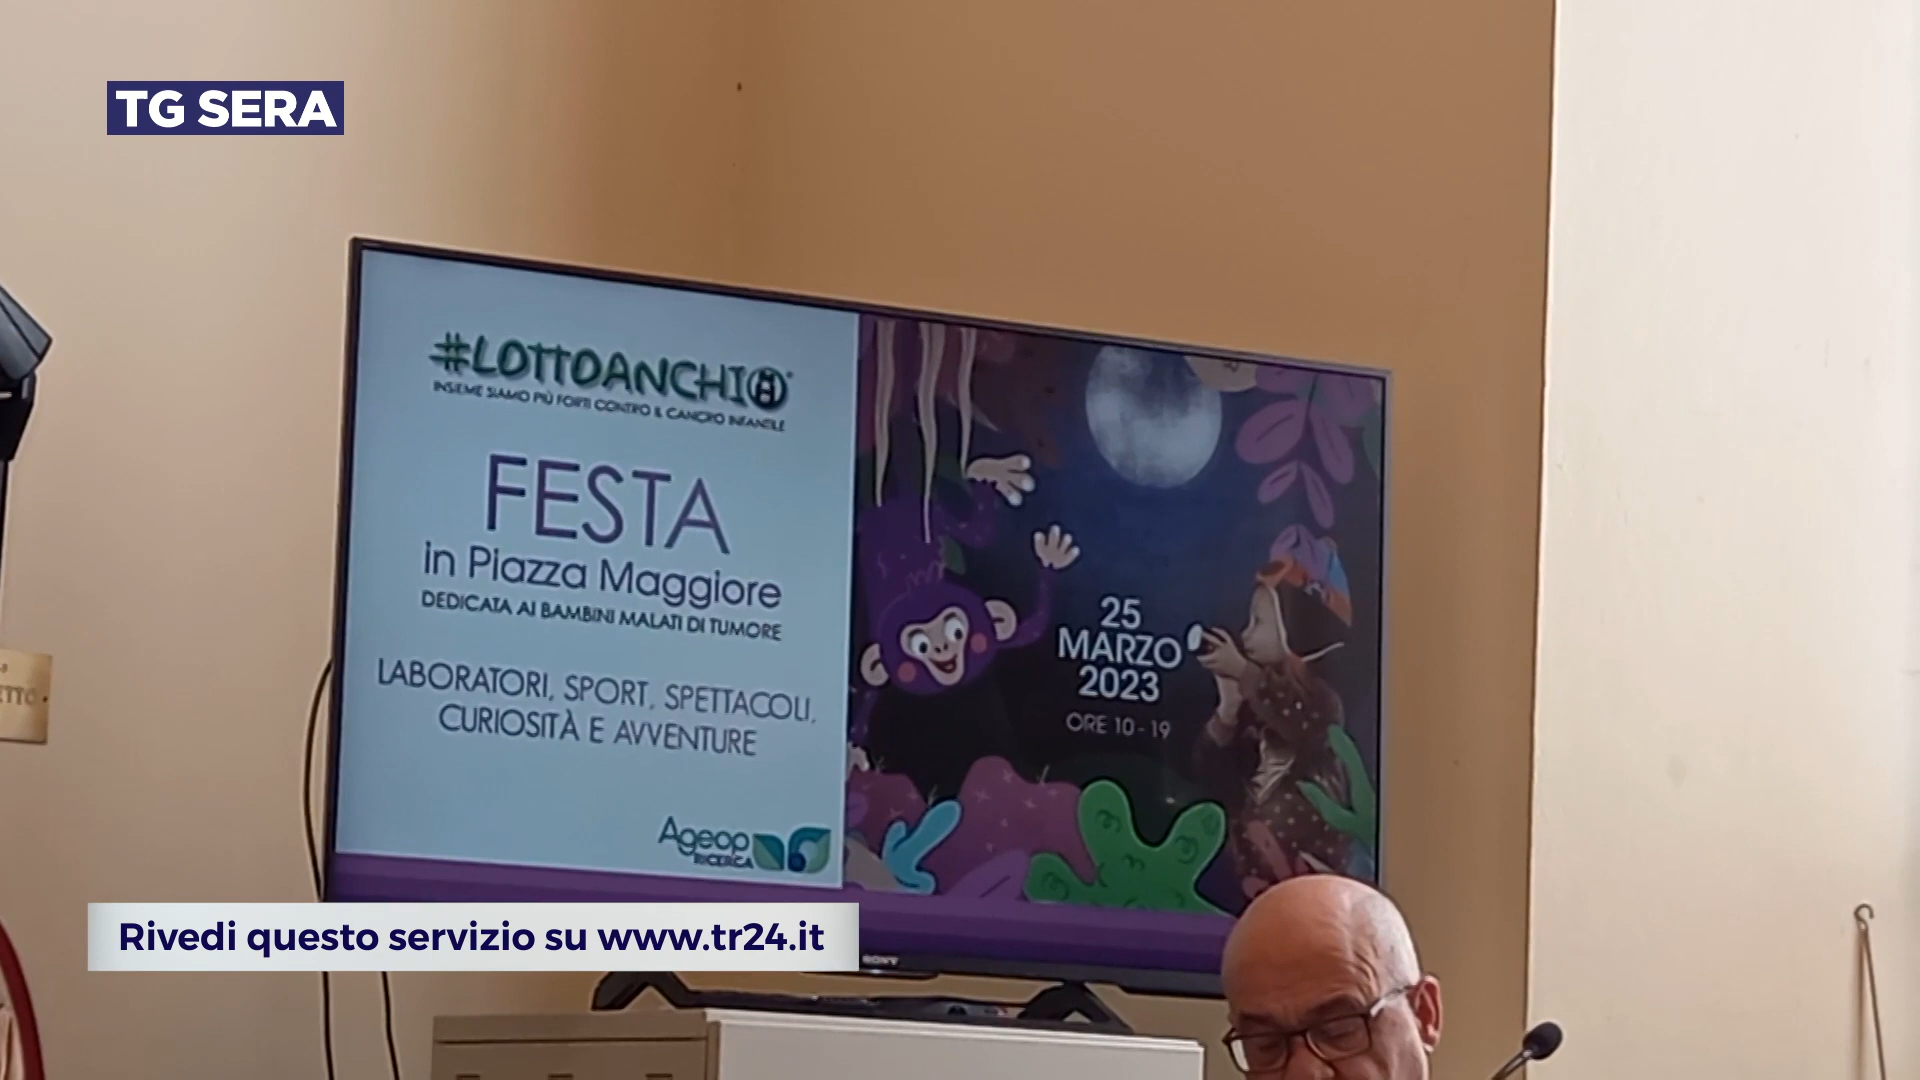 TG SERA
#LOTTOANCHIO
INSIEME SIAMO PIÙ FORTI CONTRO IL CANCRO INFANTILE
FESTA
in Piazza Maggiore
DEDICATA AI BAMBINI MALATI DI TUMORE
LABORATORI, SPORT, SPETTACOLI,
CURIOSITÀ E AVVENTURE
Ageop
RICERCA
25
MARZO
2023
ORE 10 - 19
SONY
Rivedi questo servizio su www.tr24.it